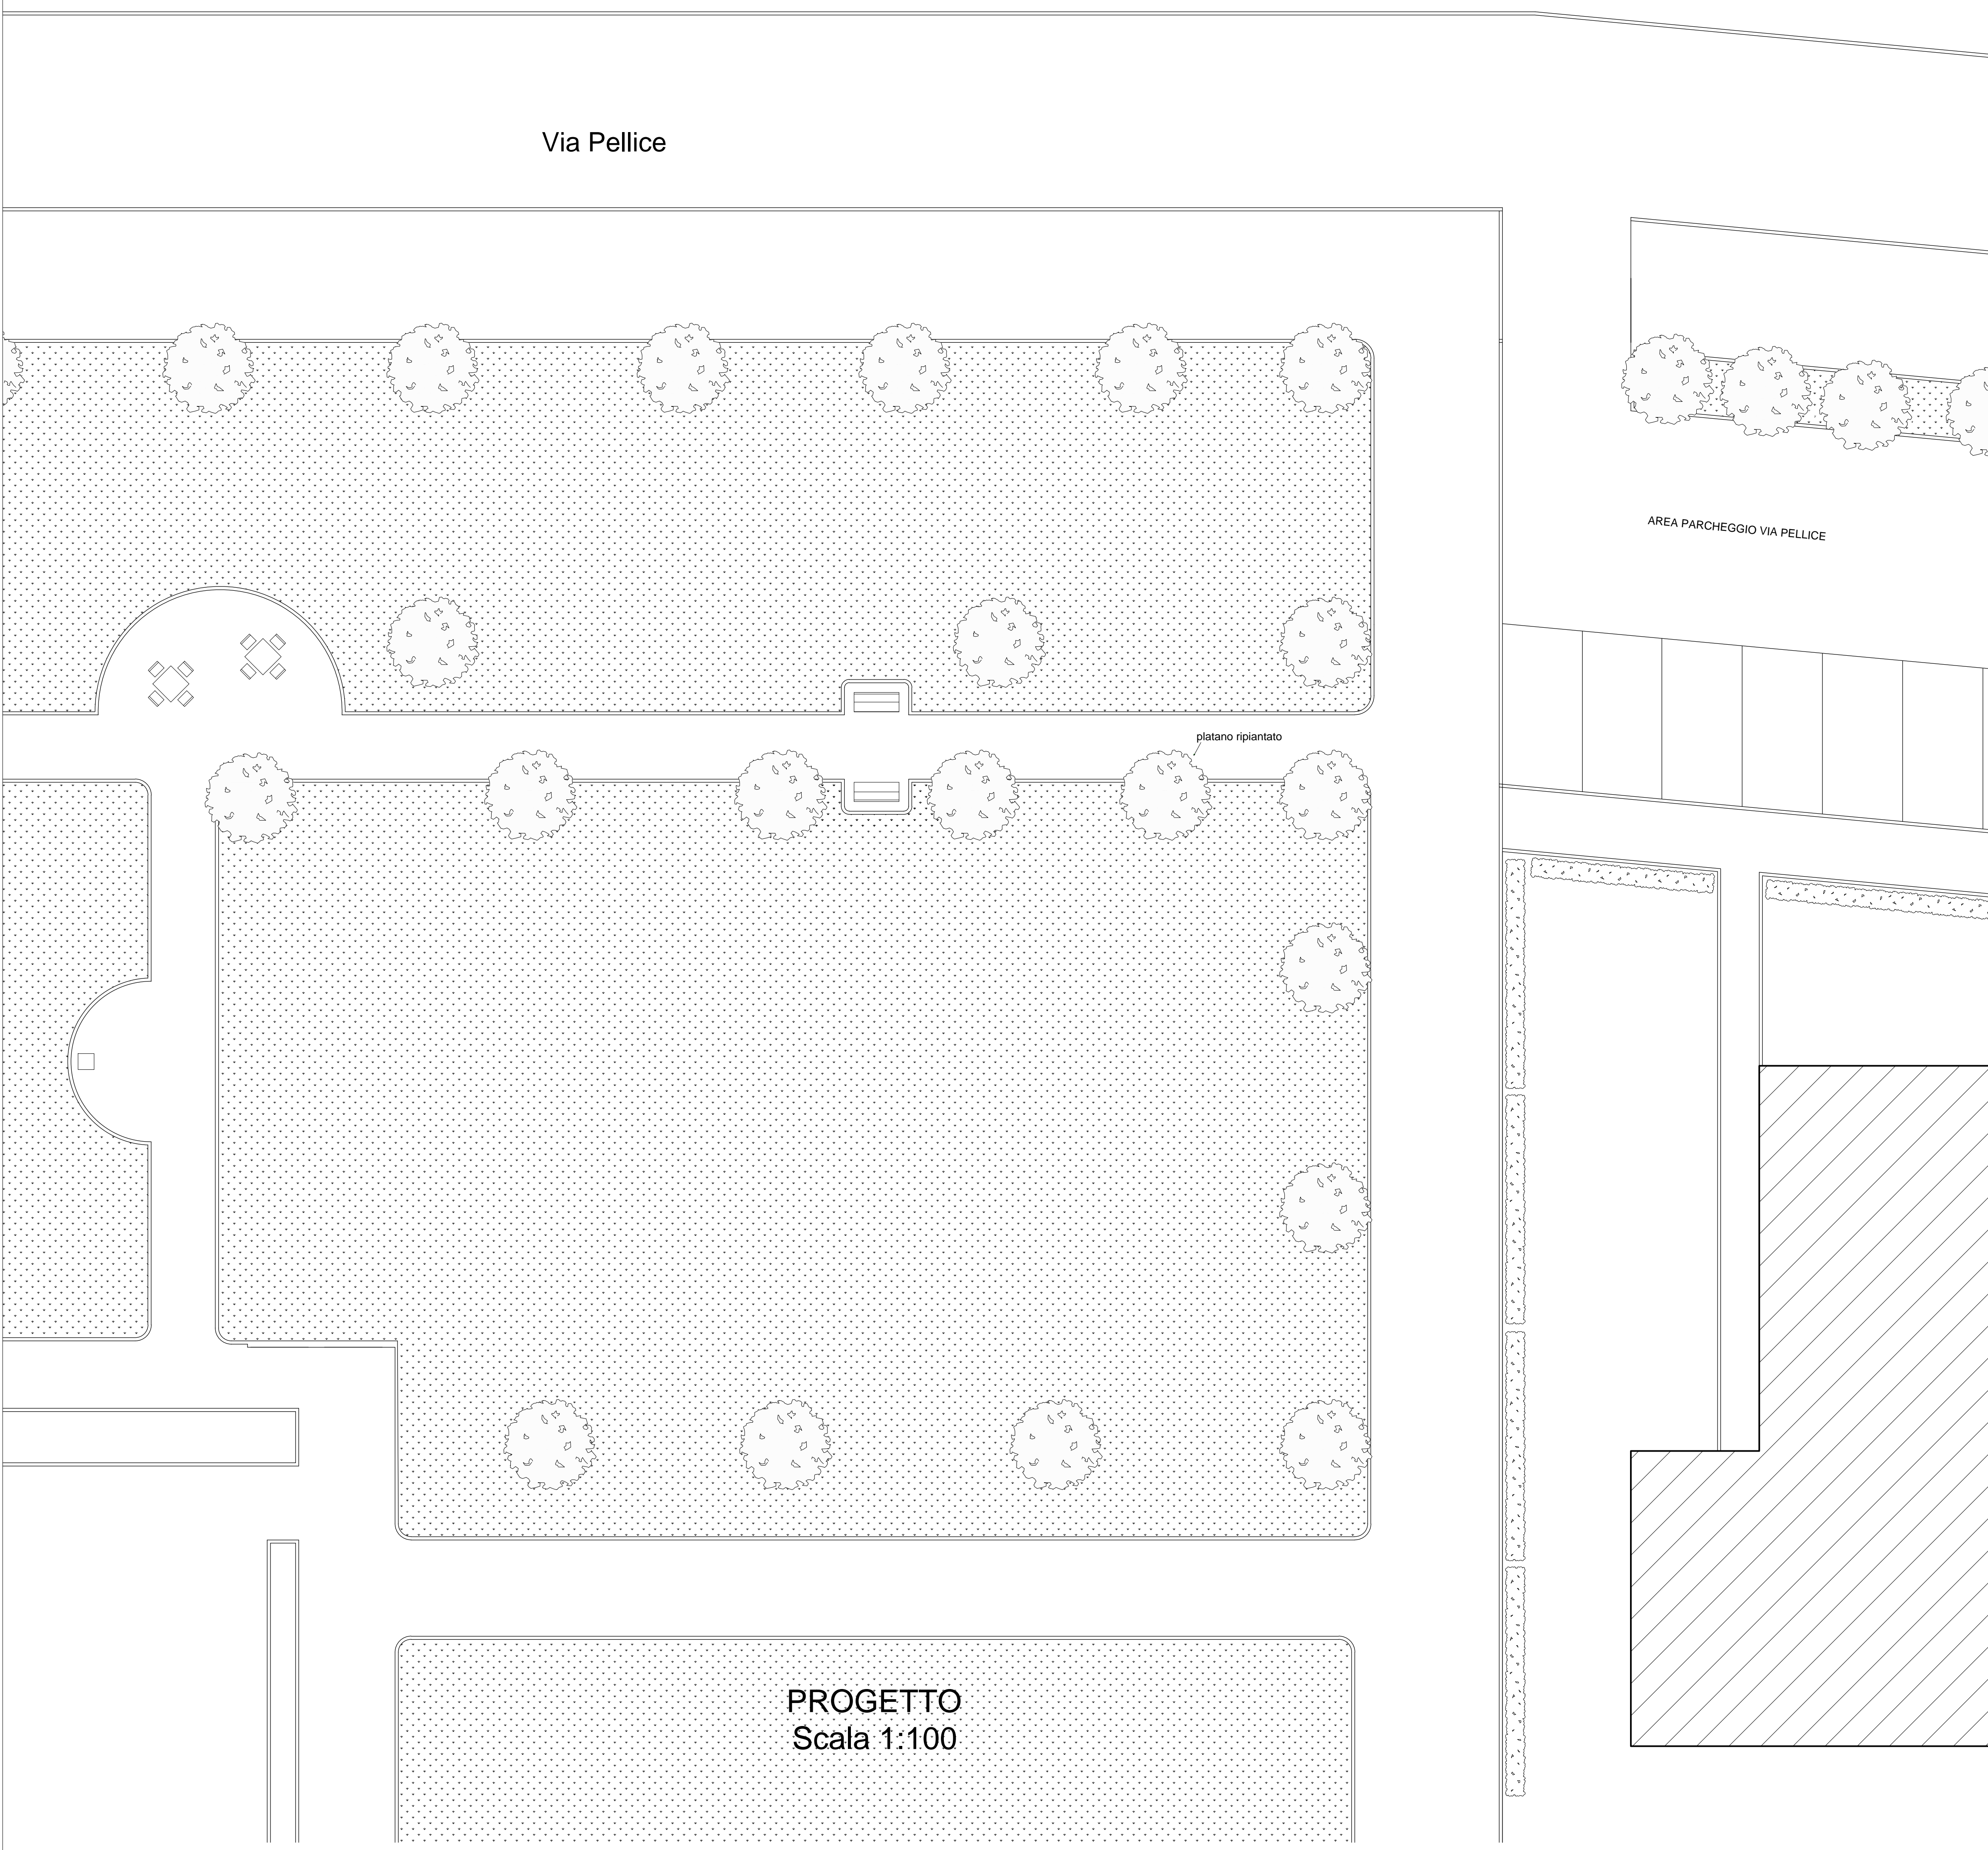 Via Pellice
AREA PARCHEGGIO VIA PELLICE
platano ripiantato
PROGETTO
Scala 1:100